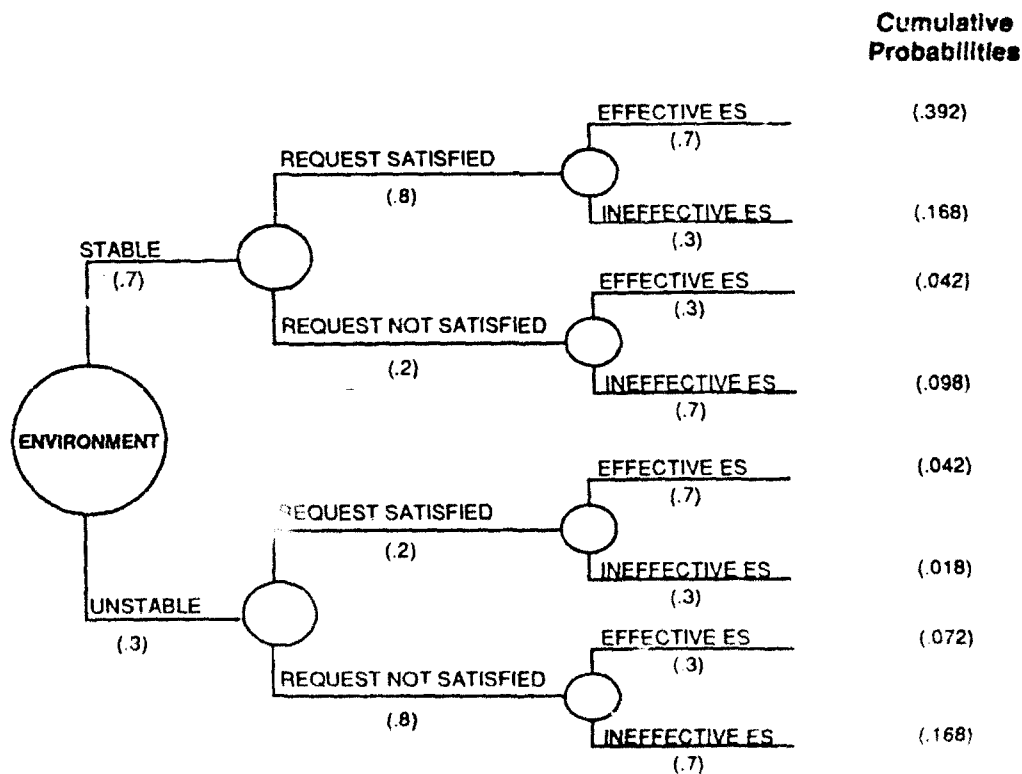 Cumulative
Probabilities
EFFECTIVE ES
(.392)
(.7)
REQUEST SATISFIED
(.8)
INEFFECTIVE ES
(.168)
(.3)
STABLE
(.7)
EFFECTIVE ES
(.042)
(.3)
REQUEST NOT SATISFIED
(.2)
INEFFECTIVE ES
(.098)
(.7)
ENVIRONMENT
EFFECTIVE ES
(.042)
(.7)
REQUEST SATISFIED
(.2)
INEFFECTIVE ES
(.018)
(.3)
UNSTABLE
(.3)
EFFECTIVE ES
(.072)
(.3)
REQUEST NOT SATISFIED
(.8)
INEFFECTIVE ES
(.168)
(.7)